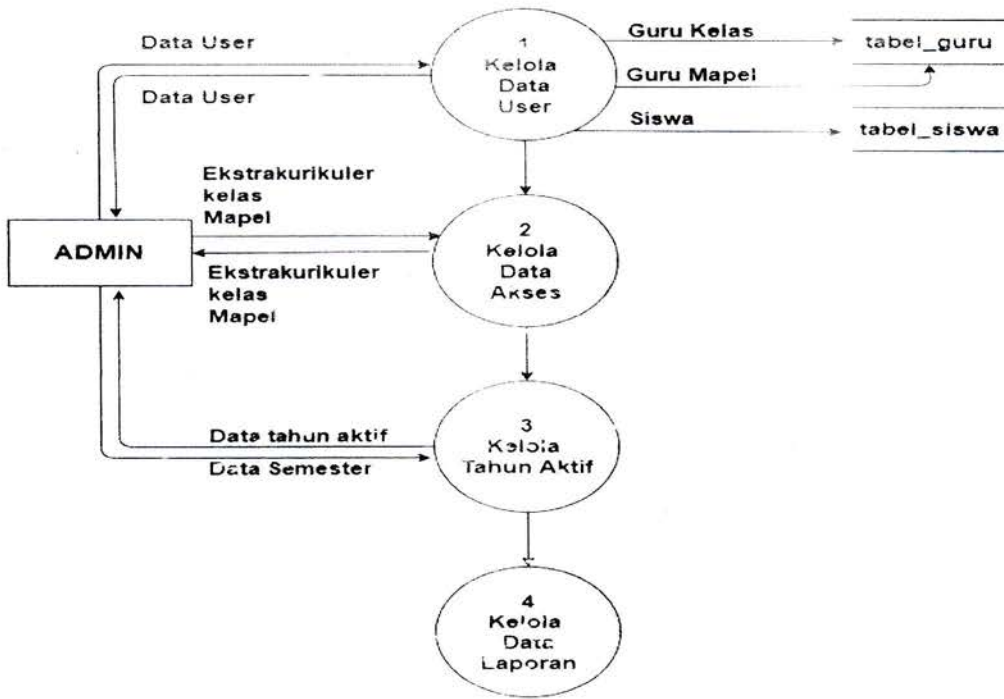 Data User
Data User
1
Kelola
Data
User
Guru Kelas
Guru Mapel
Siswa
tabel_guru
tabel_siswa
Ekstrakurikuler
kelas
Mapel
ADMIN
Ekstrakurikuler
kelas
Mapel
2
Kelola
Data
Akses
Data tahun aktif
Data Semester
3
Kelola
Tahun Aktif
4
Kelola
Data
Laporan